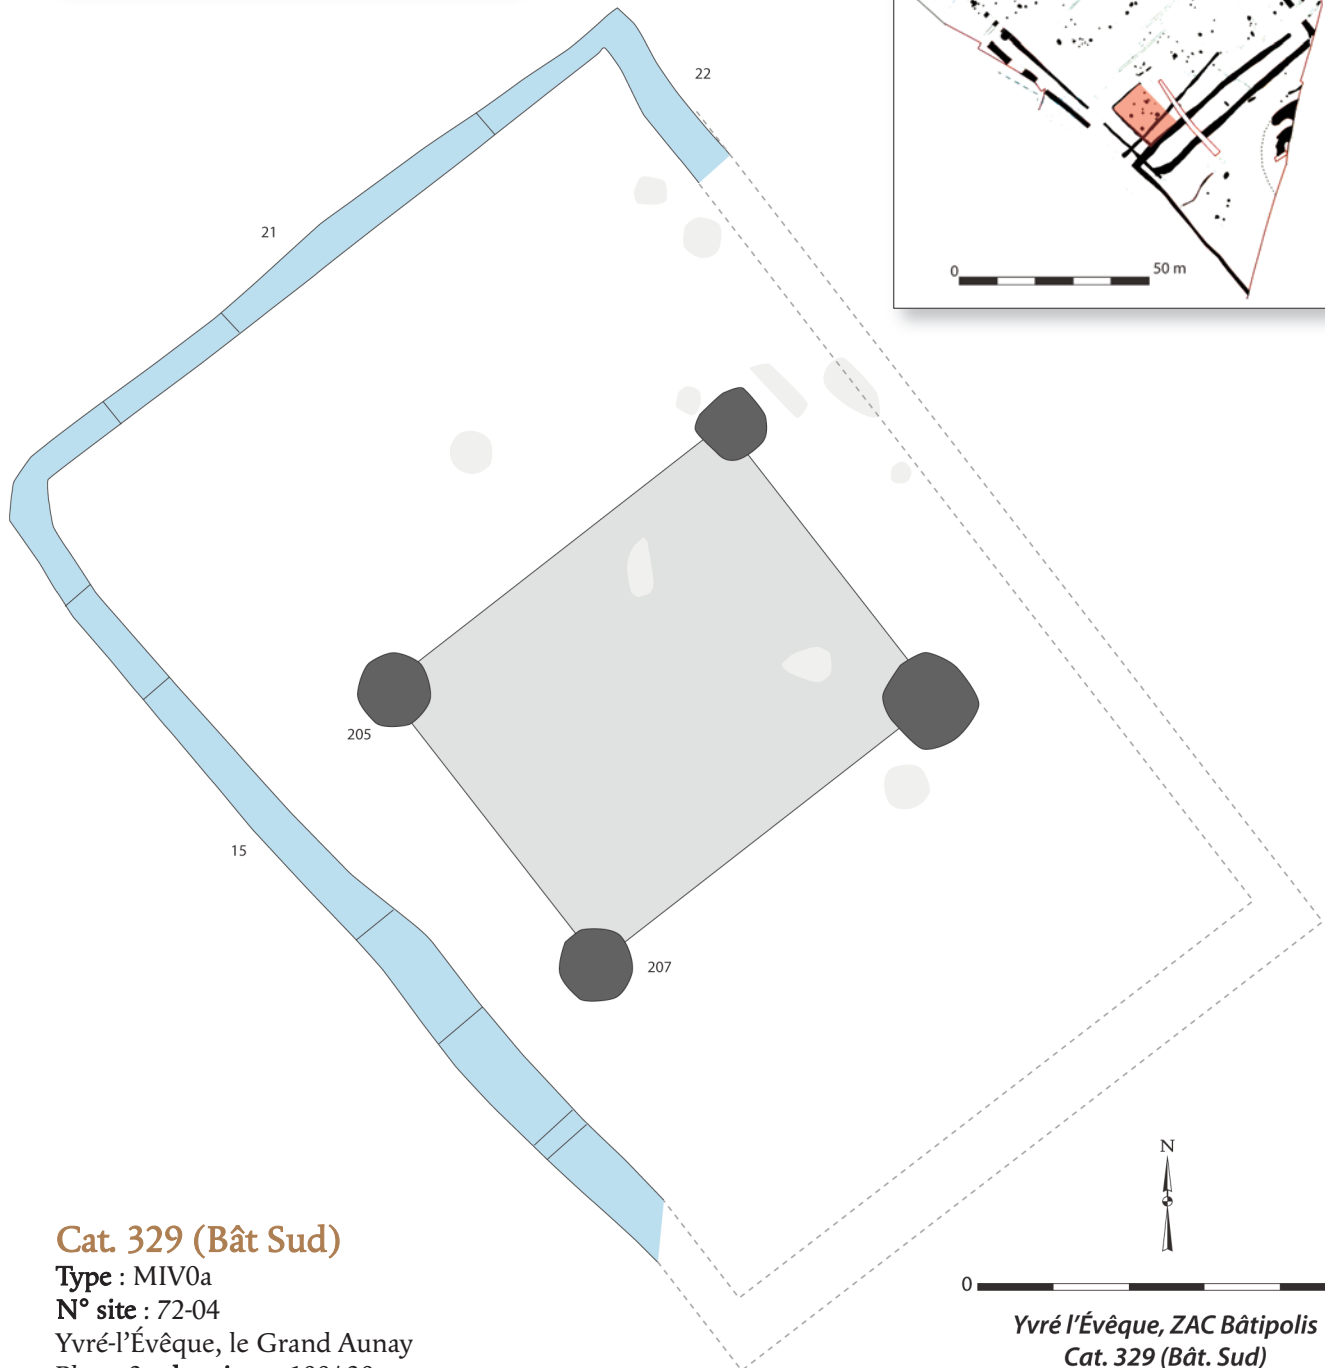 22
0
50 m
21
205
15
207
N
0
Cat. 329 (Bât Sud)
Type : MIV0a
N° site : 72-04
Yvré-l'Évêque, le Grand Aunay
Yvré l'Évêque, ZAC Bâtipolis
Cat. 329 (Bât. Sud)